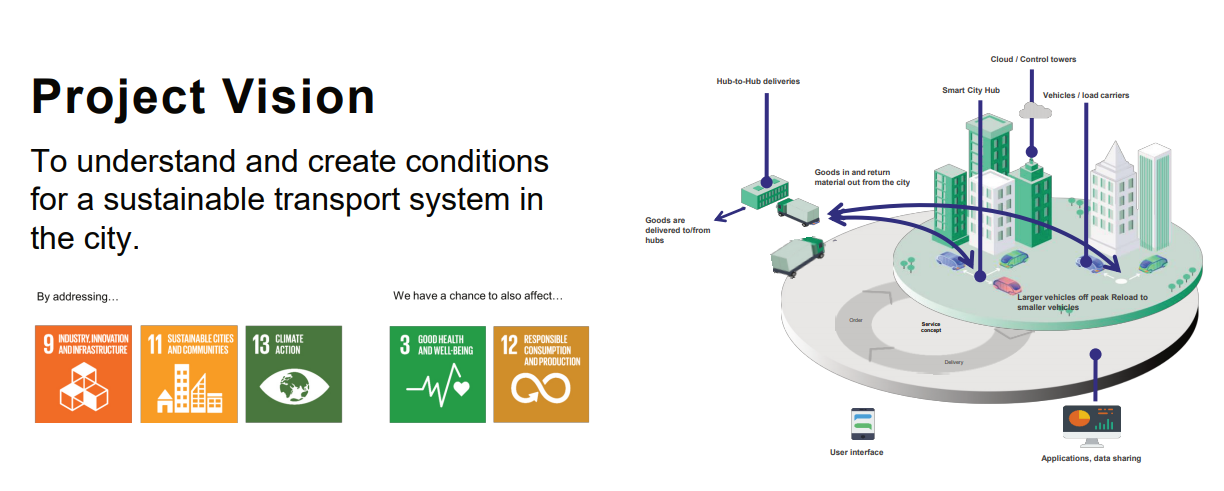 Project Vision
To understand and create conditions
for a sustainable transport system in
the city.
By addressing…
We have a chance to also affect…
9 INDUSTRY, INNOVATION
AND INFRASTRUCTURE
11 SUSTAINABLE CITIES
AND COMMUNITIES
13 CLIMATE
ACTION
3 GOOD HEALTH
AND WELL-BEING
12 RESPONSIBLE
CONSUMPTION
AND PRODUCTION
Cloud / Control towers
Hub-to-Hub deliveries
Smart City Hub
Vehicles / load carriers
Goods in and return
material out from the city
Goods are
delivered to/from
hubs
Larger vehicles off peak Reload to
smaller vehicles
Order
Service
concept
Delivery
User interface
Applications, data sharing